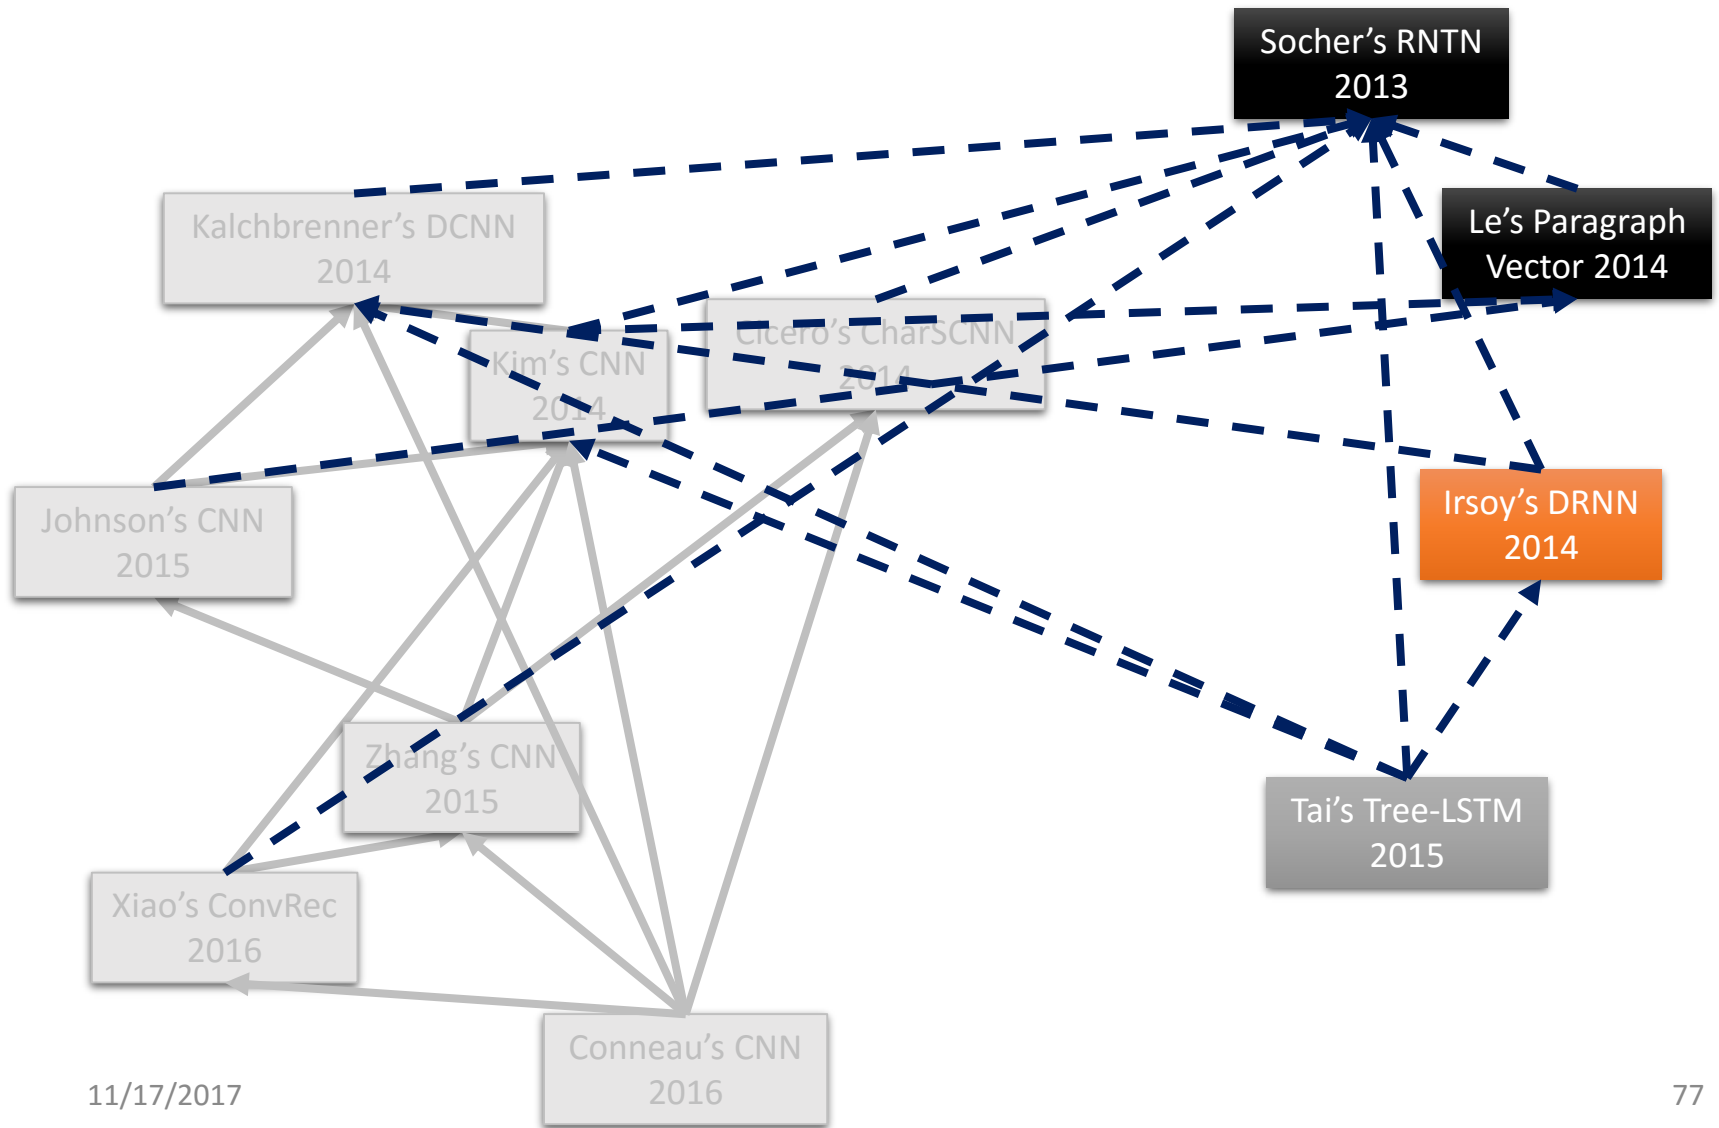 Socher’s RNTN
2013
Kalchbrenner’s DCNN
2014
Le’s Paragraph
Vector 2014
Cicero’s CharSCNN
2014
Kim’s CNN
2014
Johnson’s CNN
2015
Irsoy’s DRNN
2014
Zhang’s CNN
2015
Tai’s Tree-LSTM
2015
Xiao’s ConvRec
2016
Conneau’s CNN
2016
11/17/2017
77